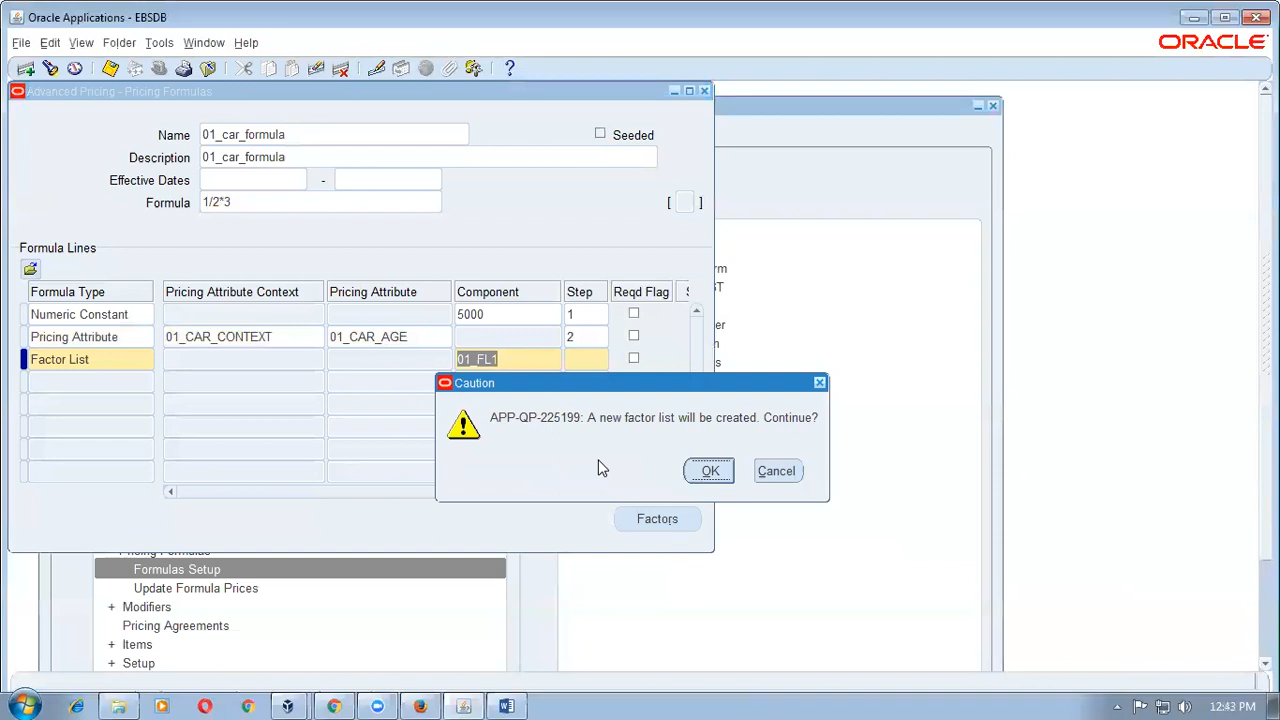 Oracle Applications - EBSDB
File Edit View Folder Tools Window Help
ORACLE
Advanced Pricing - Pricing Formulas
Name 01_car_formula Seeded
Description 01_car_formula
Effective Dates -
Formula 1/2*3 [ ]
Formula Lines
Formula Type Pricing Attribute Context Pricing Attribute Component Step Reqd Flag
Numeric Constant 5000 1
Pricing Attribute 01_CAR_CONTEXT 01_CAR_AGE 2
Factor List 01_FL1
Caution
APP-QP-225199: A new factor list will be created. Continue?
OK Cancel
Factors
Pricing Formulas
Formulas Setup
Update Formula Prices
+ Modifiers
Pricing Agreements
+ Items
+ Setup
12:43 PM